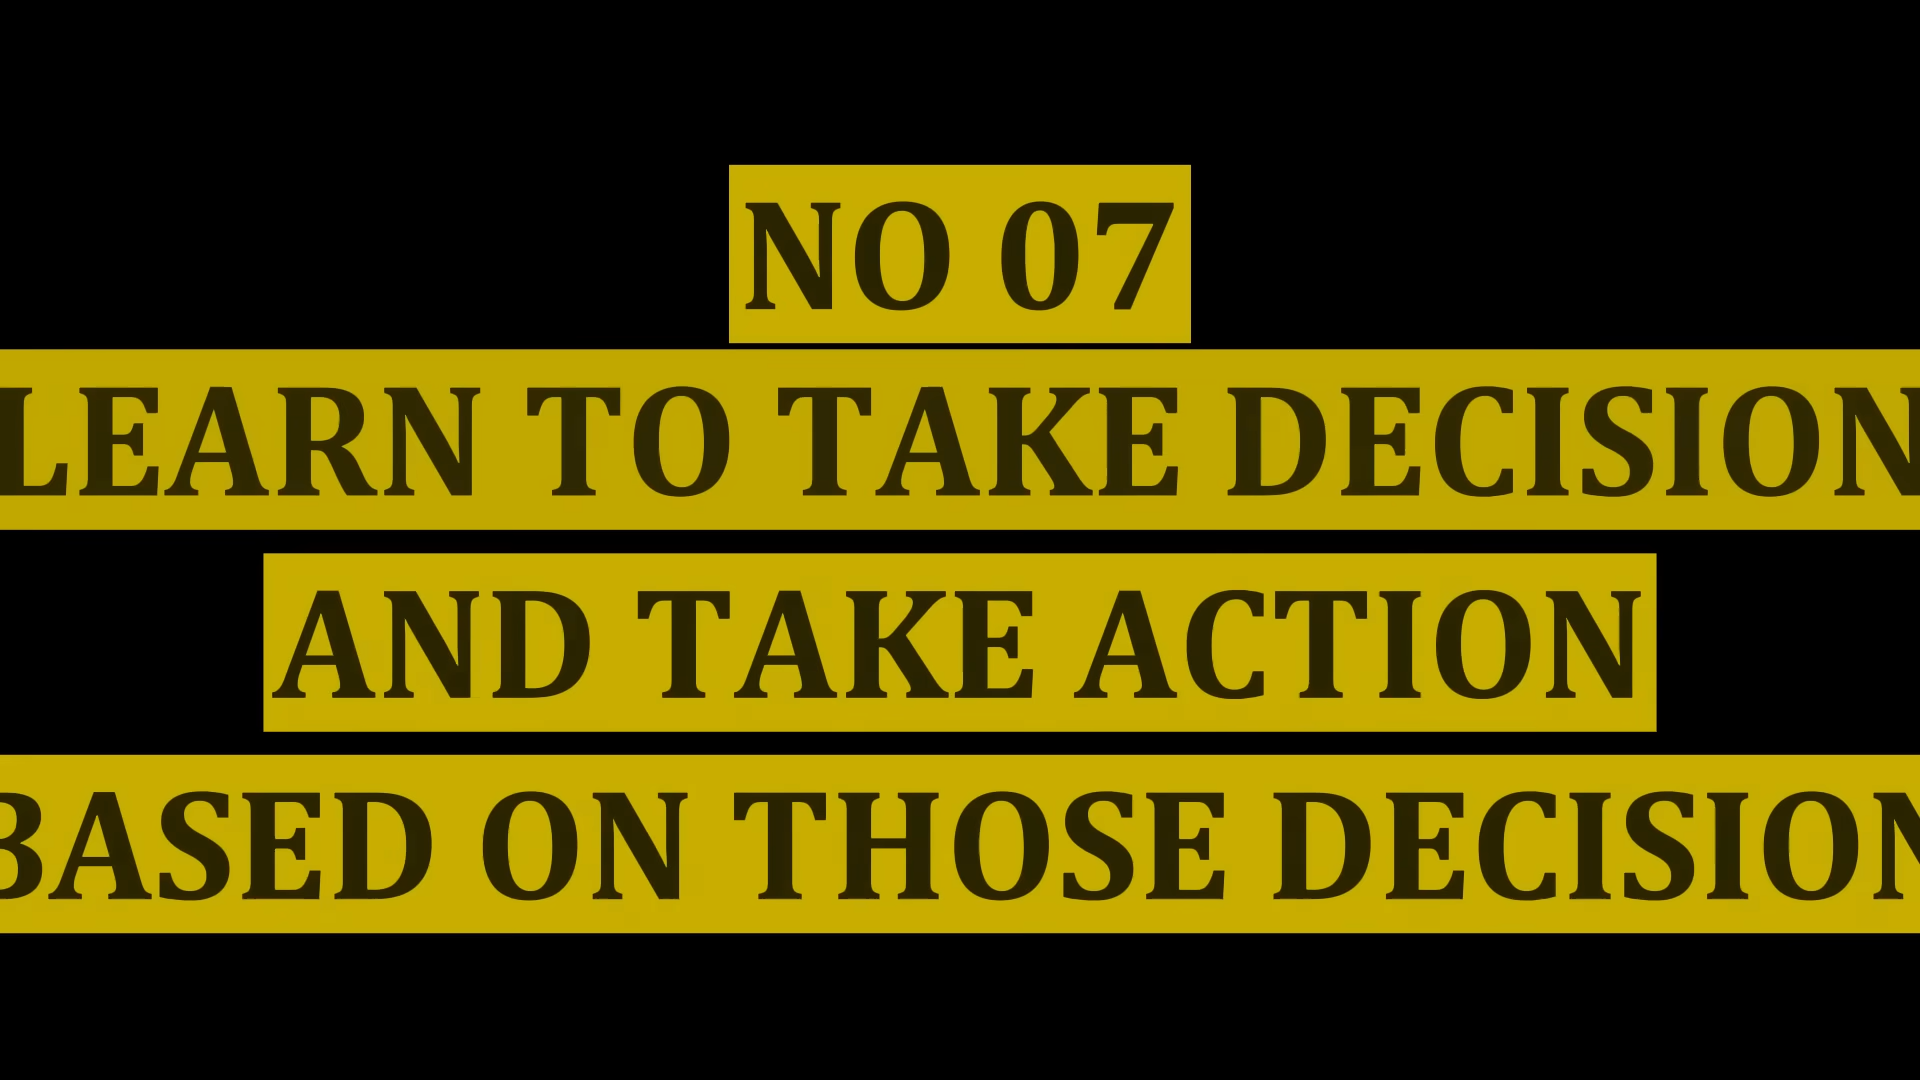 NO 07
LEARN TO TAKE DECISION
AND TAKE ACTION
BASED ON THOSE DECISION